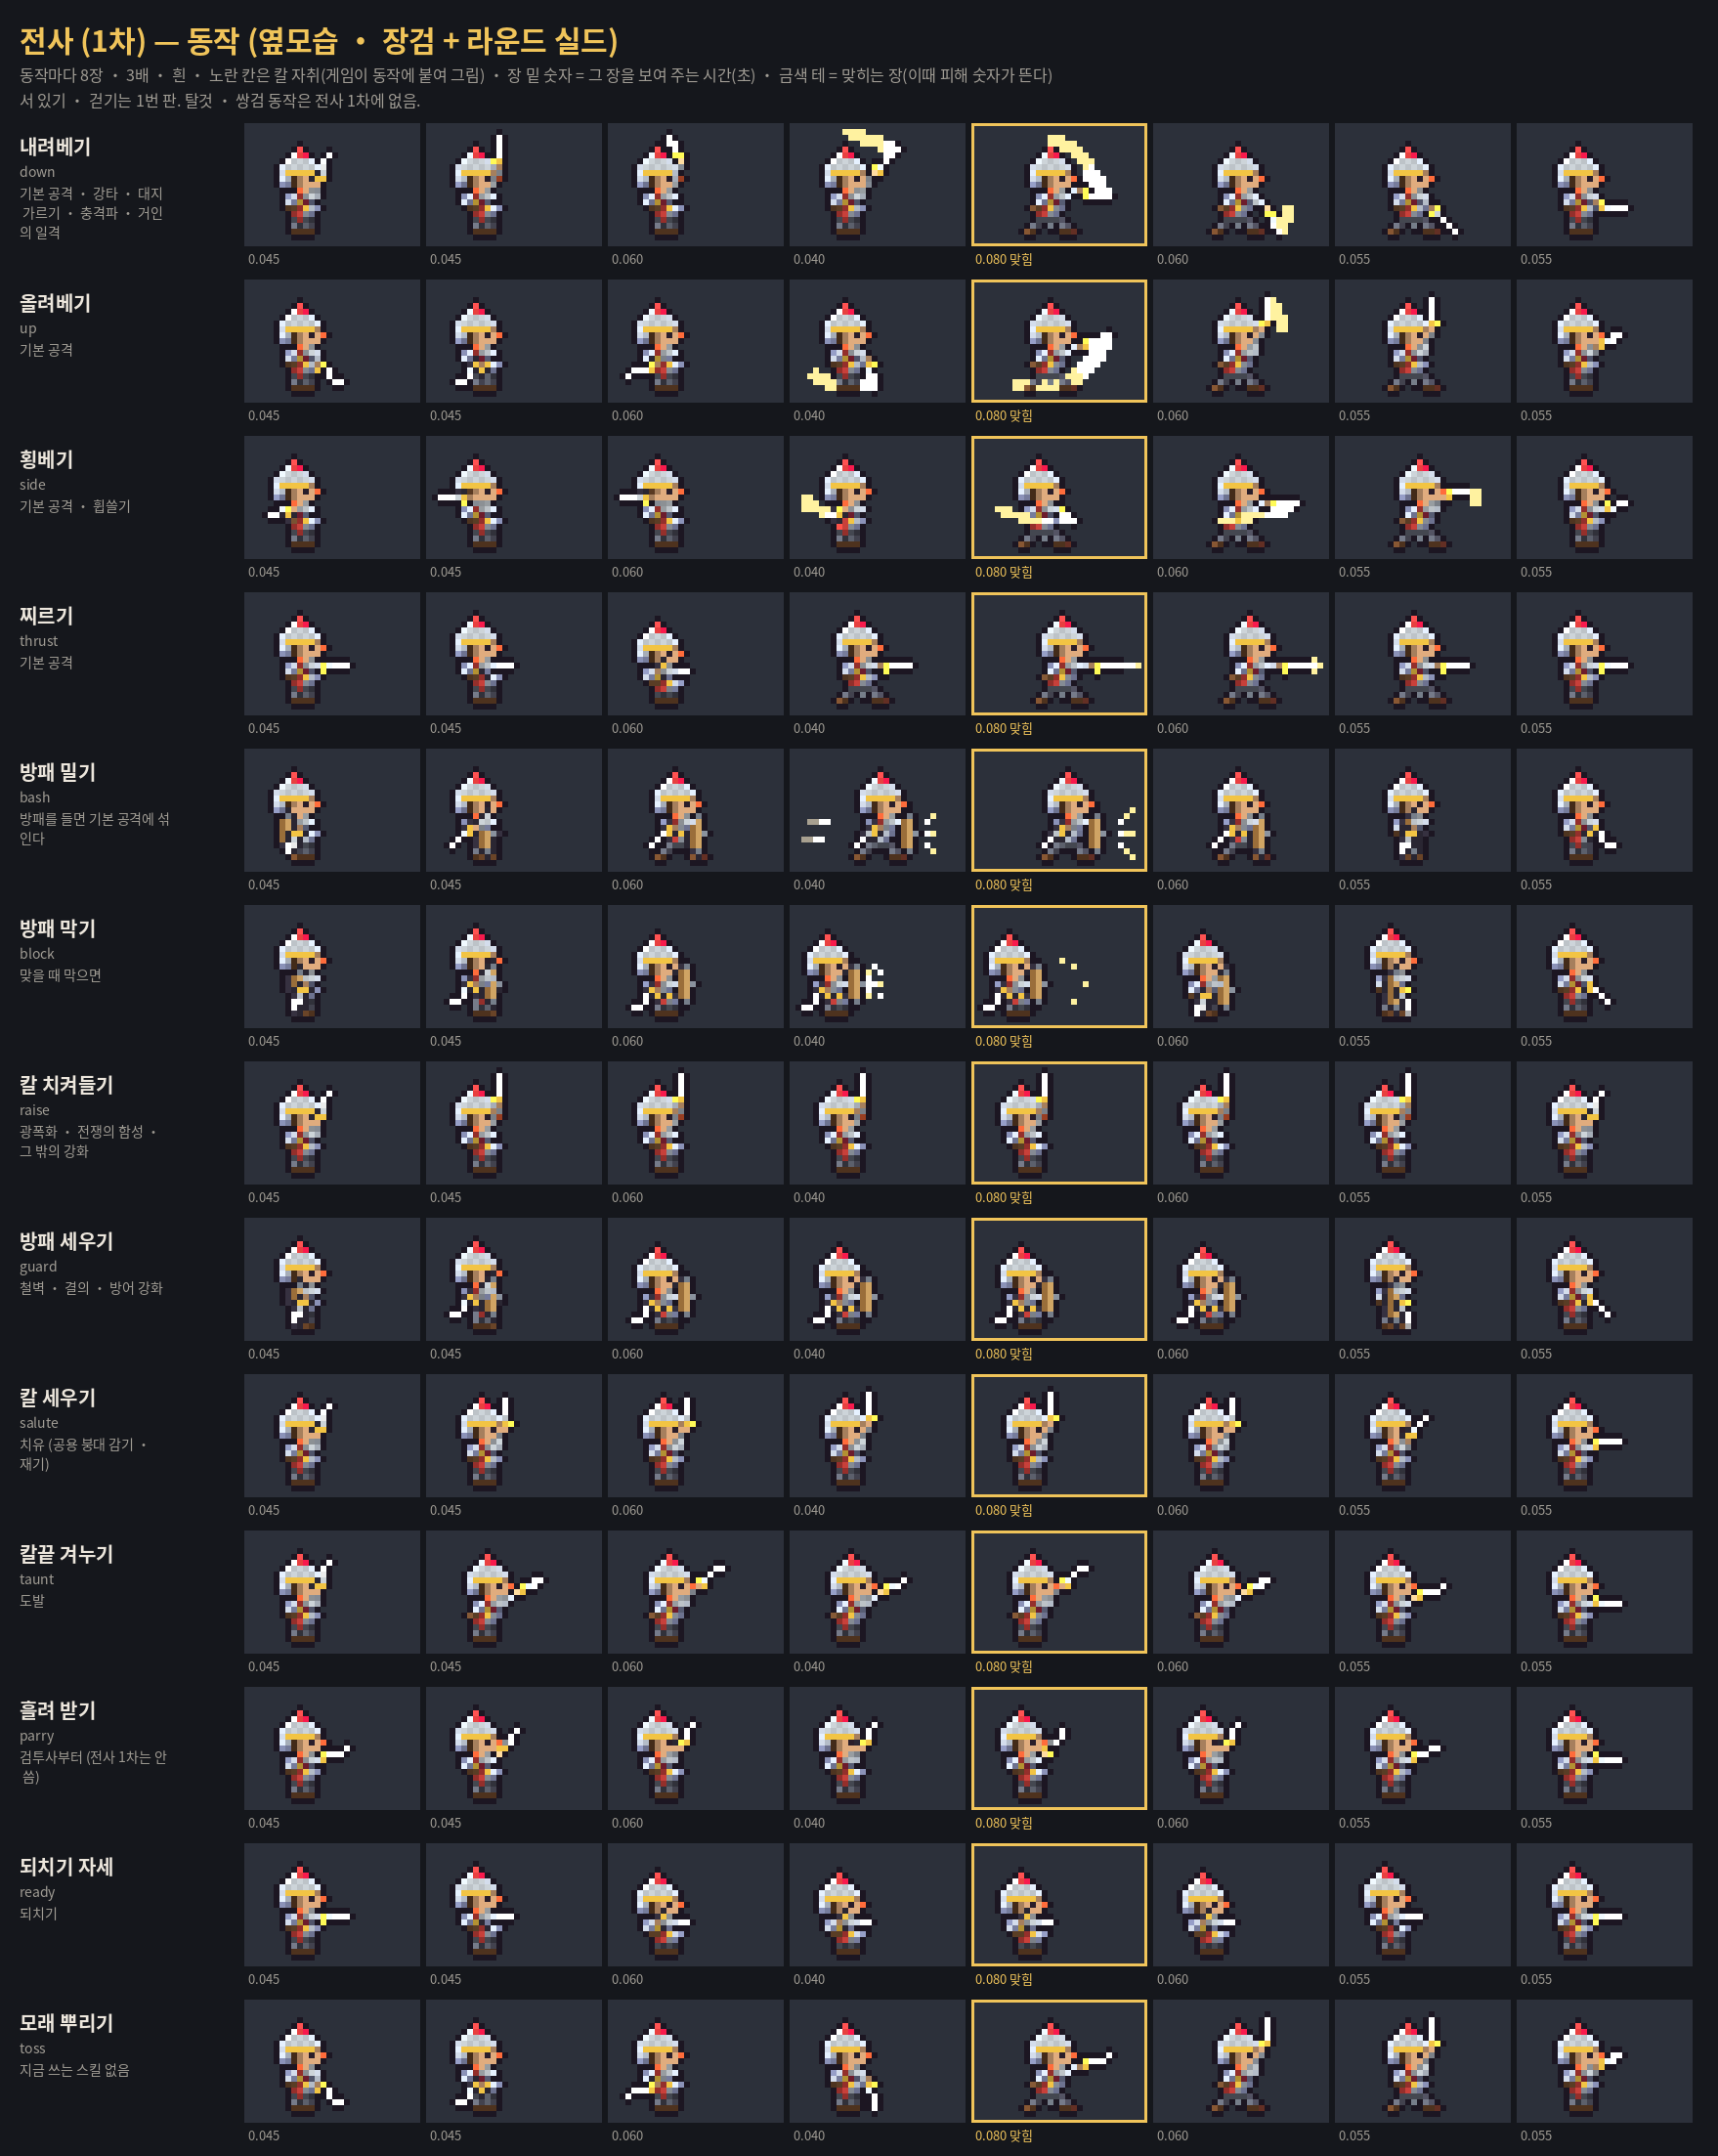 전사 (1차) — 동작 (옆모습 · 장검 + 라운드 실드)
동작마다 8장 · 3배 · 흰 · 노란 칸은 칼 자취(게임이 동작에 붙여 그림) · 장 밑 숫자 = 그 장을 보여 주는 시간(초) · 금색 테 = 맞히는 장(이때 피해 숫자가 뜬다)
서 있기 · 걷기는 1번 판. 탈것 · 쌍검 동작은 전사 1차에 없음.
내려베기
down
기본 공격 · 강타 · 대지
가르기 · 충격파 · 거인
의 일격
0.045 0.045 0.060 0.040 0.080 맞힘 0.060 0.055 0.055
올려베기
up
기본 공격
0.045 0.045 0.060 0.040 0.080 맞힘 0.060 0.055 0.055
횡베기
side
기본 공격 · 휩쓸기
0.045 0.045 0.060 0.040 0.080 맞힘 0.060 0.055 0.055
찌르기
thrust
기본 공격
0.045 0.045 0.060 0.040 0.080 맞힘 0.060 0.055 0.055
방패 밀기
bash
방패를 들면 기본 공격에 섞
인다
0.045 0.045 0.060 0.040 0.080 맞힘 0.060 0.055 0.055
방패 막기
block
맞을 때 막으면
0.045 0.045 0.060 0.040 0.080 맞힘 0.060 0.055 0.055
칼 치켜들기
raise
광폭화 · 전쟁의 함성 ·
그 밖의 강화
0.045 0.045 0.060 0.040 0.080 맞힘 0.060 0.055 0.055
방패 세우기
guard
철벽 · 결의 · 방어 강화
0.045 0.045 0.060 0.040 0.080 맞힘 0.060 0.055 0.055
칼 세우기
salute
치유 (공용 붕대 감기 ·
재기)
0.045 0.045 0.060 0.040 0.080 맞힘 0.060 0.055 0.055
칼끝 겨누기
taunt
도발
0.045 0.045 0.060 0.040 0.080 맞힘 0.060 0.055 0.055
흘려 받기
parry
검투사부터 (전사 1차는 안
씀)
0.045 0.045 0.060 0.040 0.080 맞힘 0.060 0.055 0.055
되치기 자세
ready
되치기
0.045 0.045 0.060 0.040 0.080 맞힘 0.060 0.055 0.055
모래 뿌리기
toss
지금 쓰는 스킬 없음
0.045 0.045 0.060 0.040 0.080 맞힘 0.060 0.055 0.055